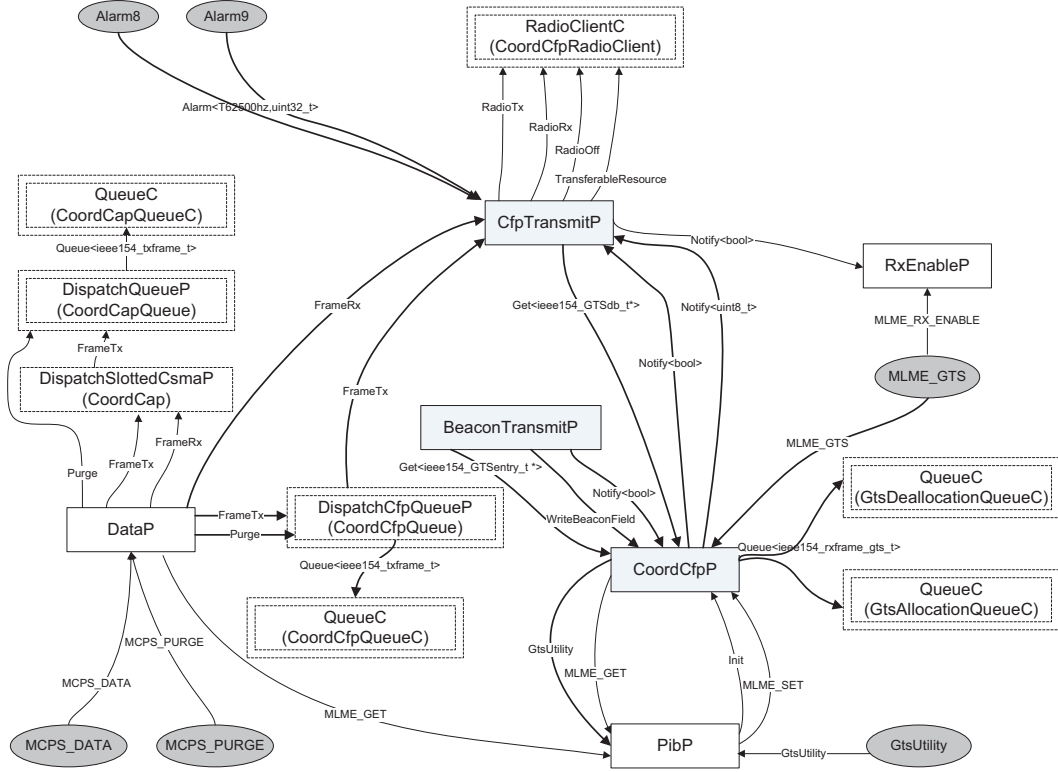 Alarm8
Alarm9
RadioClientC
(CoordCfpRadioClient)
Alarm<T62500hz,uint32_t>
RadioTx
RadioRx
RadioOff
TransferableResource
QueueC
(CoordCapQueueC)
CfpTransmitP
Queue<ieee154_txframe_t>
Notify<bool>
RxEnableP
DispatchQueueP
(CoordCapQueue)
FrameRx
Get<ieee154_GTSdb_t*>
Notify<uint8_t>
MLME_RX_ENABLE
FrameTx
Notify<bool>
DispatchSlottedCsmaP
(CoordCap)
MLME_GTS
FrameTx
BeaconTransmitP
FrameRx
MLME_GTS
FrameTx
Purge
Get<ieee154_GTSentry_t *>
QueueC
(GtsDeallocationQueueC)
Notify<bool>
DispatchCfpQueueP
(CoordCfpQueue)
FrameTx
WriteBeaconField
DataP
Purge
Queue<ieee154_rxframe_gts_t>
Queue<ieee154_txframe_t>
CoordCfpP
QueueC
(GtsAllocationQueueC)
QueueC
(CoordCfpQueueC)
MCPS_PURGE
GtsUtility
Init
MLME_GET
MCPS_DATA
MLME_SET
MLME_GET
MCPS_DATA
MCPS_PURGE
PibP
GtsUtility
GtsUtility